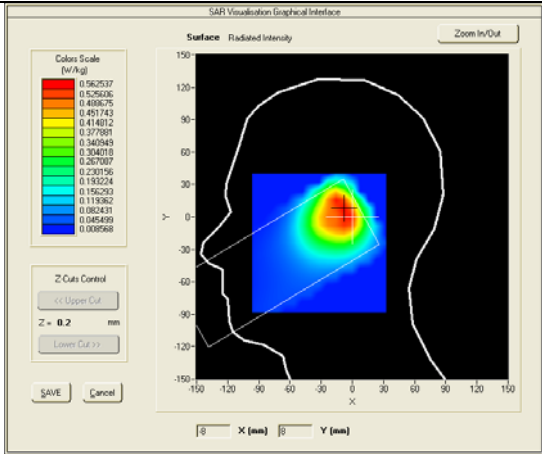 SAR Visualisation Graphical Interface
Surface Radiated Intensity
Zoom In/Out
Colors Scale
(W/kg)
0.562537
0.525606
0.488675
0.451743
0.414812
0.377881
0.340949
0.304018
0.267087
0.230156
0.193224
0.156293
0.119362
0.082431
0.045499
0.008568
Z Cuts Control
<< Upper Cut
Z = 0.2 mm
Lower Cut >>
SAVE Cancel
150
120
90
60
30
0
-30
-60
-90
-120
-150
Y
-150 -120 -90 -60 -30 0 30 60 90 120 150
X
-8 X (mm) 8 Y (mm)